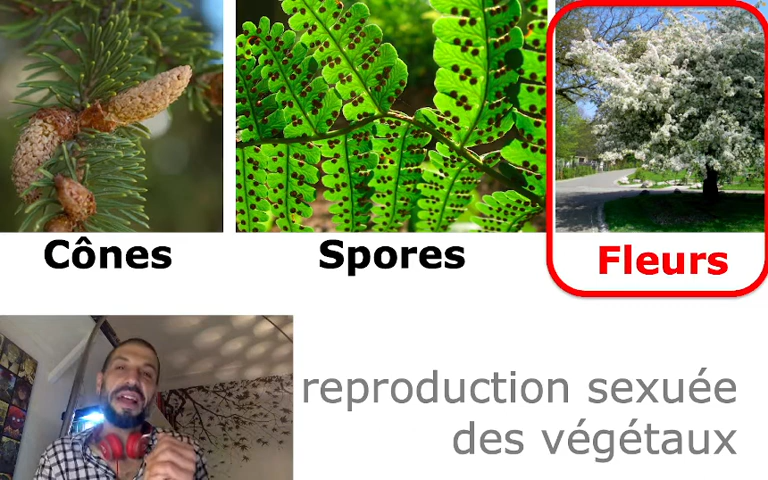 Cônes
Spores
Fleurs
reproduction sexuée
des végétaux